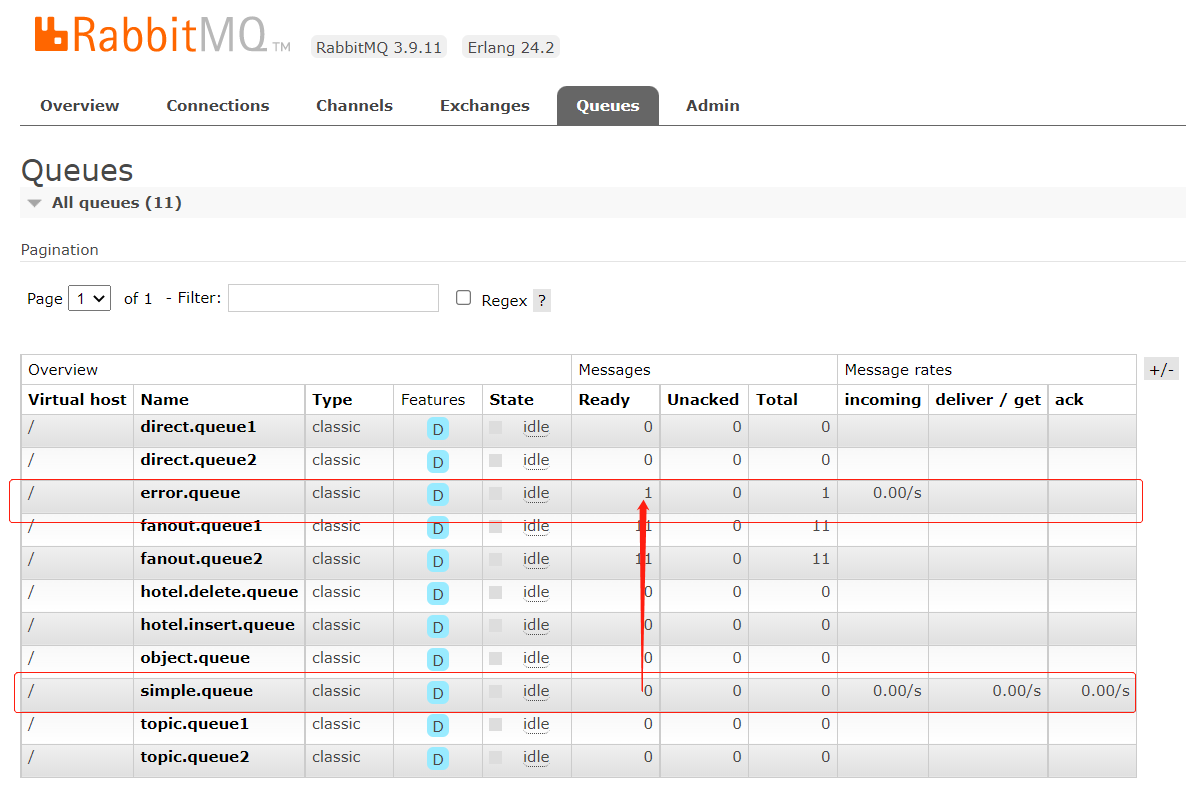 RabbitMQ TM RabbitMQ 3.9.11 Erlang 24.2
Overview Connections Channels Exchanges Queues Admin
Queues
All queues (11)
Pagination
Page 1 of 1 - Filter: Regex ?
Overview Messages Message rates +/-
Virtual host Name Type Features State Ready Unacked Total incoming deliver / get ack
/ direct.queue1 classic D idle 0 0 0
/ direct.queue2 classic D idle 0 0 0
/ error.queue classic D idle 1 0 1 0.00/s
/ fanout.queue1 classic D idle 11 0 11
/ fanout.queue2 classic D idle 11 0 11
/ hotel.delete.queue classic D idle 0 0 0
/ hotel.insert.queue classic D idle 0 0 0
/ object.queue classic D idle 0 0 0
/ simple.queue classic D idle 0 0 0 0.00/s 0.00/s 0.00/s
/ topic.queue1 classic D idle 0 0 0
/ topic.queue2 classic D idle 0 0 0